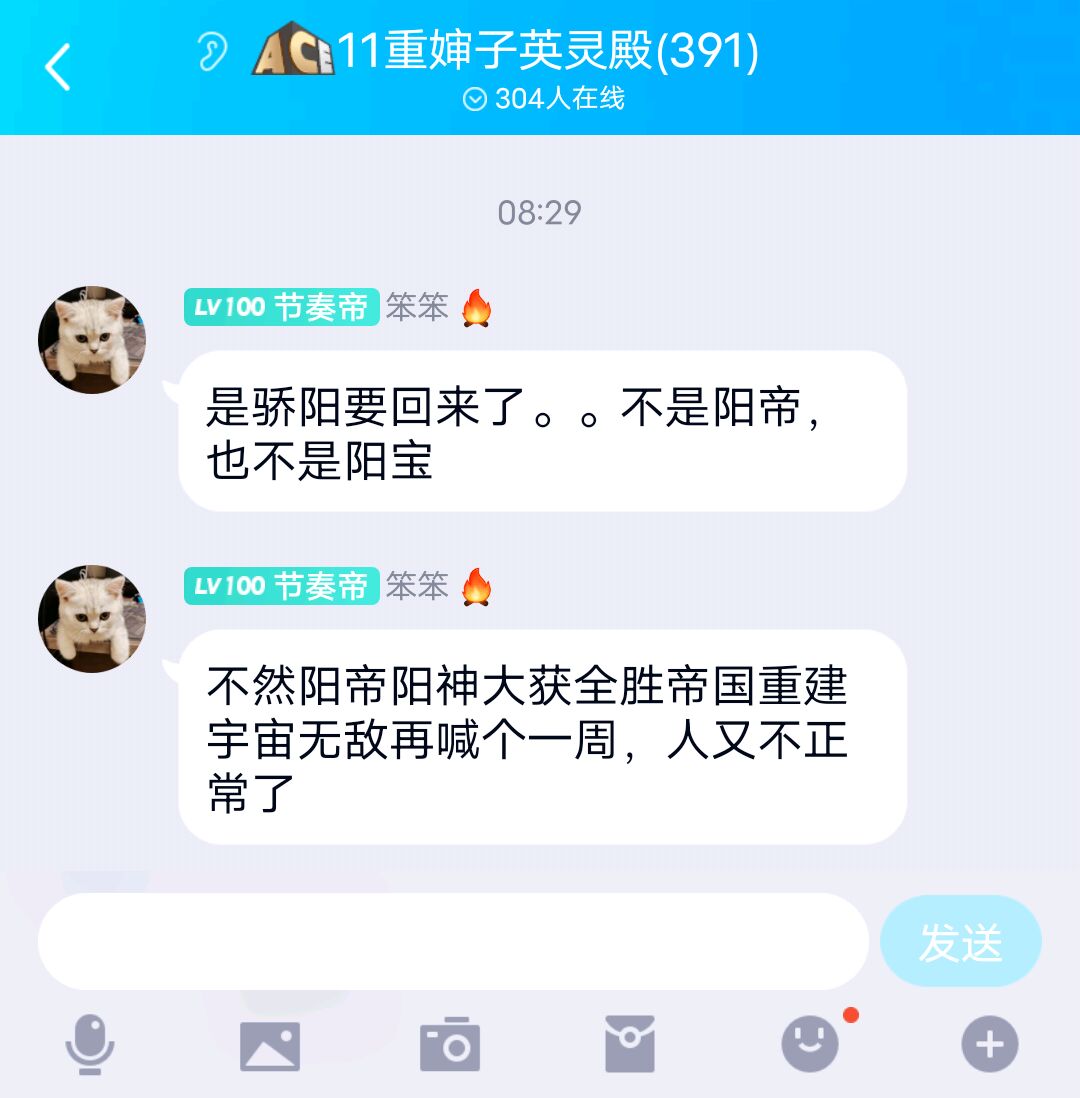 ACE 11重婶子英灵殿(391)
304人在线
08:29
LV100 节奏帝 笨笨🔥
是骄阳要回来了。。不是阳帝，
也不是阳宝
LV100 节奏帝 笨笨🔥
不然阳帝阳神大获全胜帝国重建
宇宙无敌再喊个一周，人又不正
常了
发送